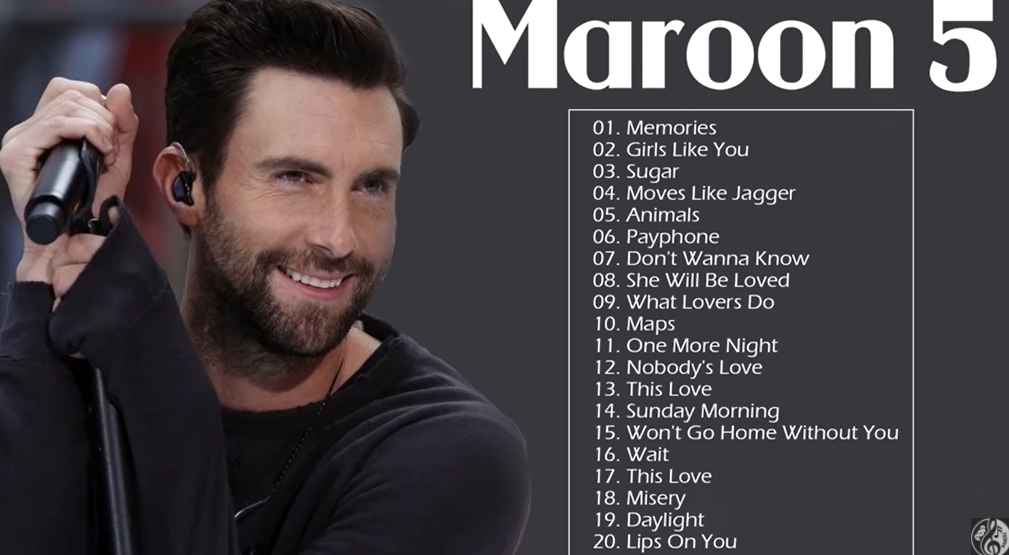 Maroon 5
01. Memories
02. Girls Like You
03. Sugar
04. Moves Like Jagger
05. Animals
06. Payphone
07. Don't Wanna Know
08. She Will Be Loved
09. What Lovers Do
10. Maps
11. One More Night
12. Nobody's Love
13. This Love
14. Sunday Morning
15. Won't Go Home Without You
16. Wait
17. This Love
18. Misery
19. Daylight
20. Lips On You